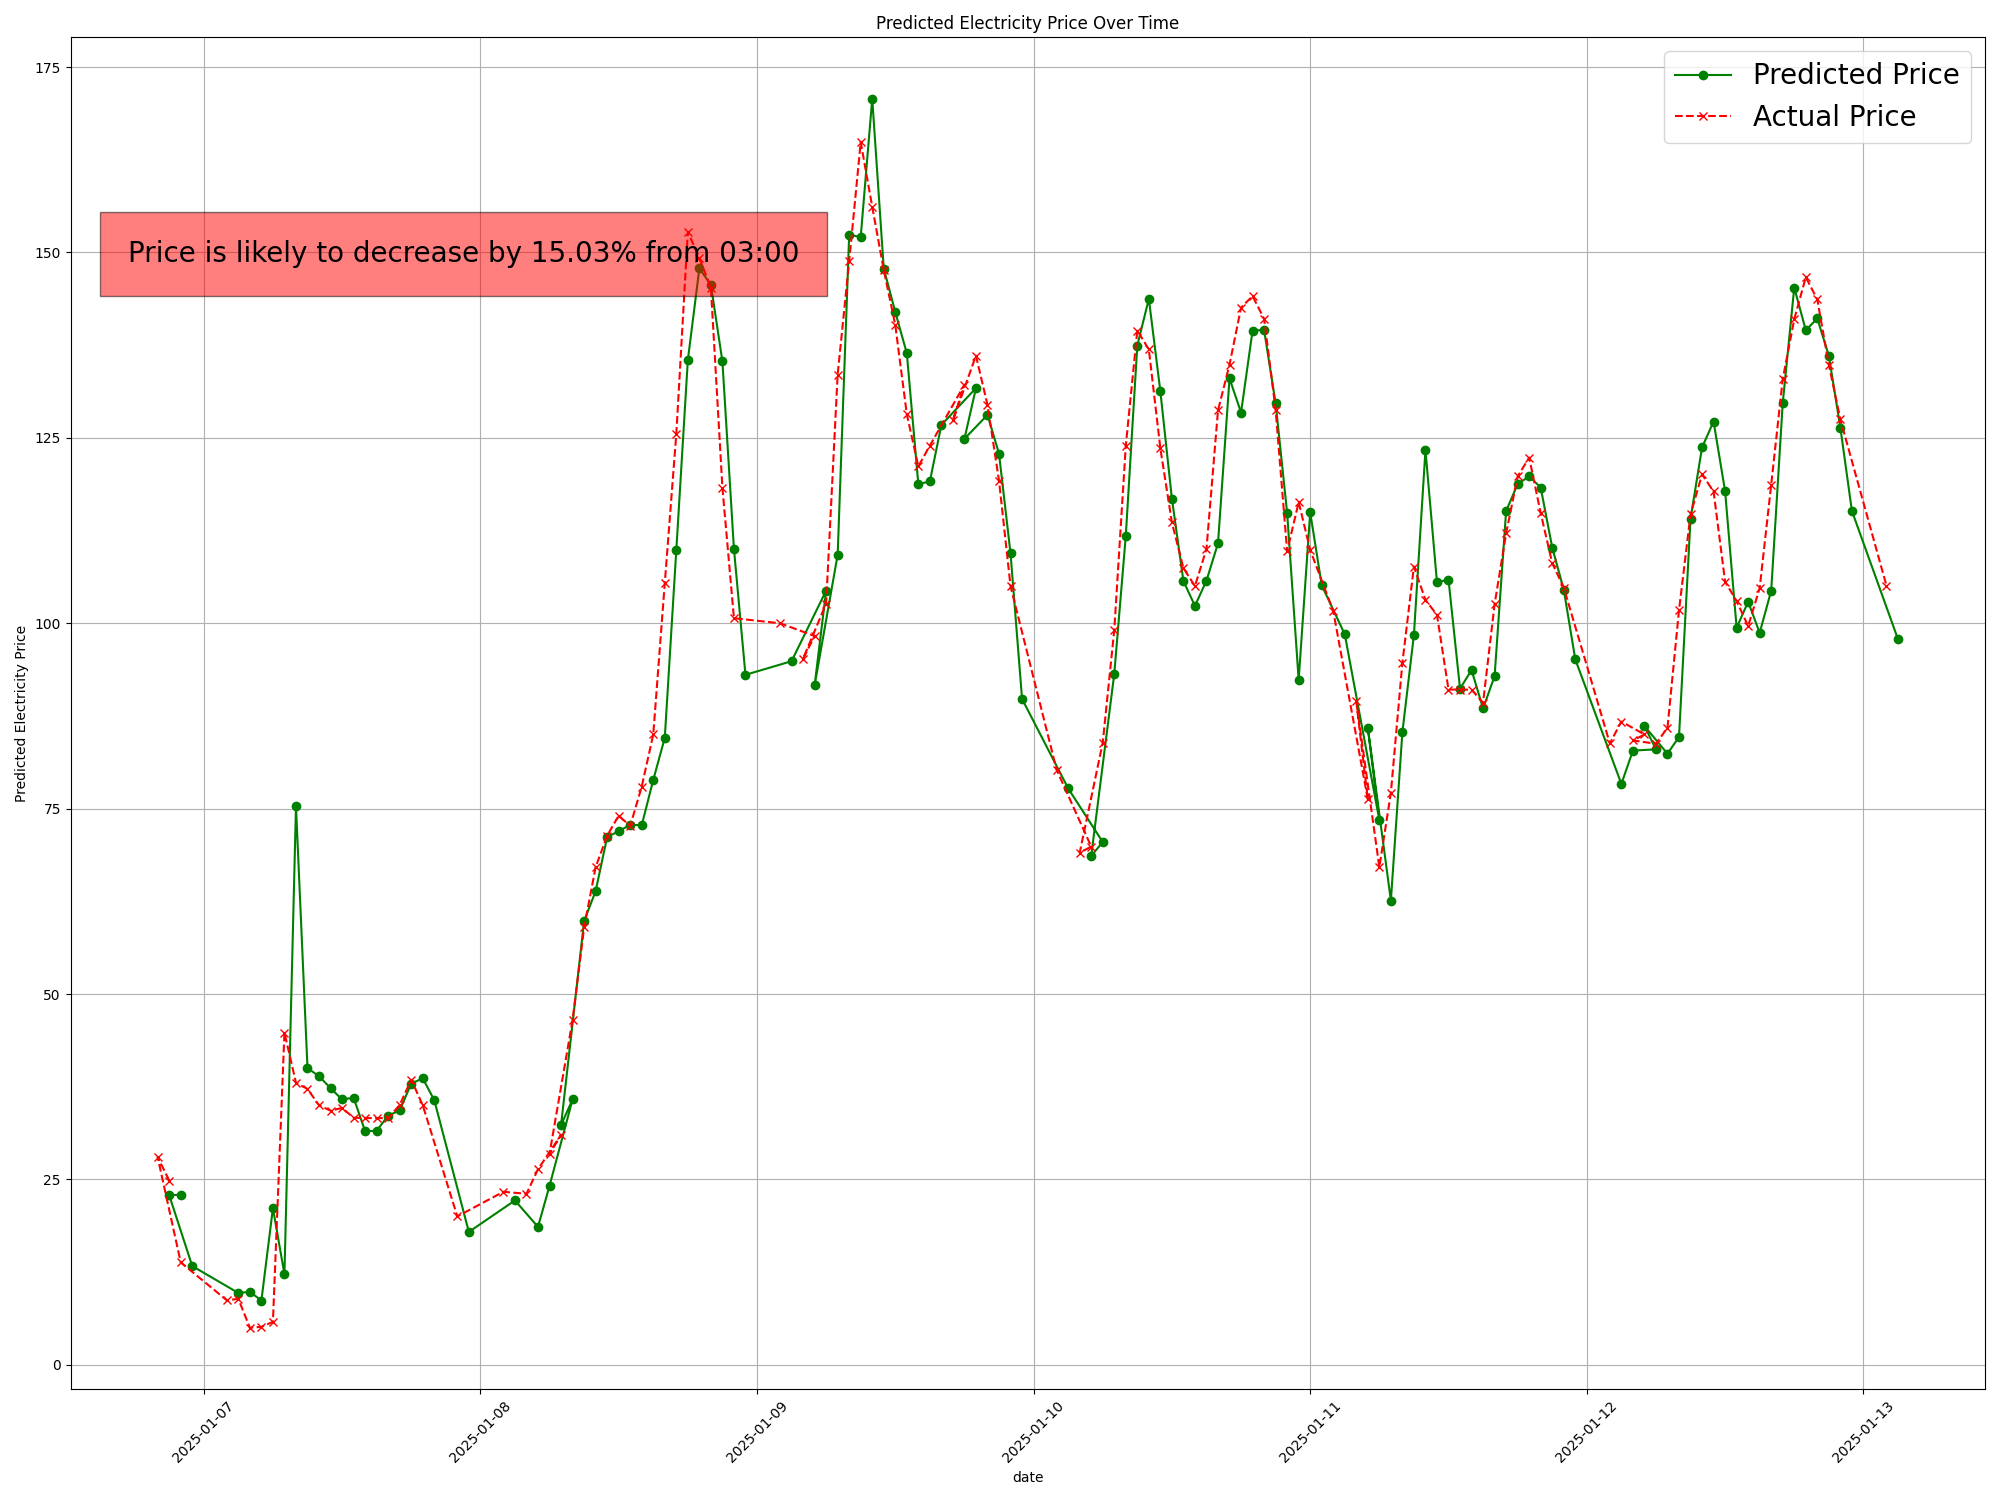 Predicted Electricity Price Over Time
Predicted Price
Actual Price
Price is likely to decrease by 15.03% from 03:00
Predicted Electricity Price
175
150
125
100
75
50
25
0
2025-01-07
2025-01-08
2025-01-09
2025-01-10
2025-01-11
2025-01-12
2025-01-13
date